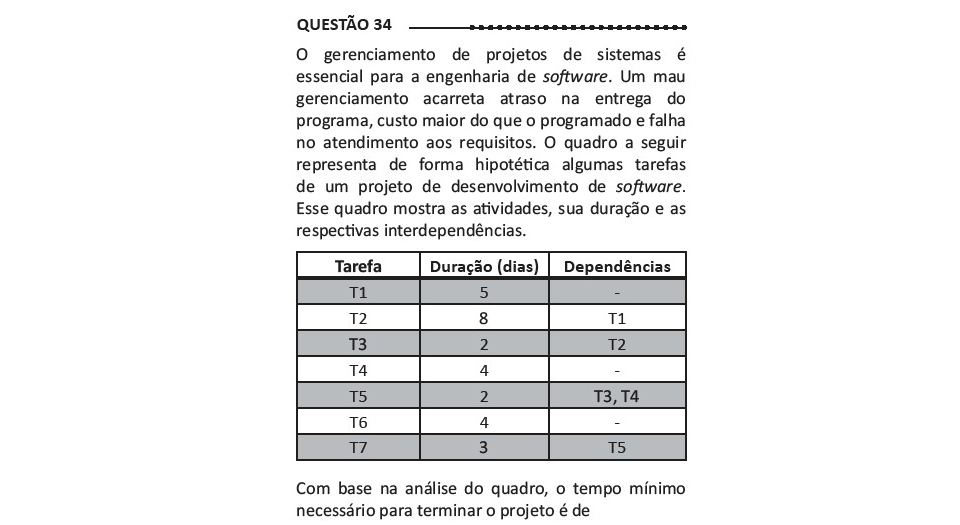 QUESTÃO 34
O gerenciamento de projetos de sistemas é
essencial para a engenharia de software. Um mau
gerenciamento acarreta atraso na entrega do
programa, custo maior do que o programado e falha
no atendimento aos requisitos. O quadro a seguir
representa de forma hipotética algumas tarefas
de um projeto de desenvolvimento de software.
Esse quadro mostra as atividades, sua duração e as
respectivas interdependências.
Tarefa Duração (dias) Dependências
T1 5 -
T2 8 T1
T3 2 T2
T4 4 -
T5 2 T3, T4
T6 4 -
T7 3 T5
Com base na análise do quadro, o tempo mínimo
necessário para terminar o projeto é de